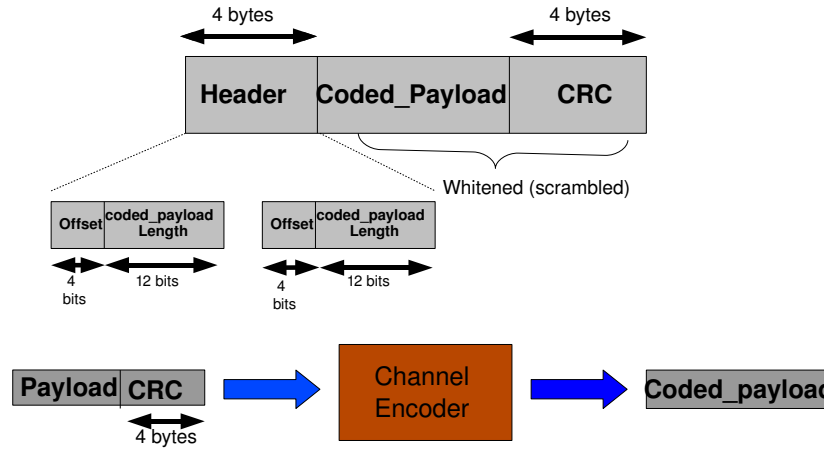 4 bytes
4 bytes
Header
Coded_Payload
CRC
Whitened (scrambled)
Offset
coded_payload
Length
Offset
coded_payload
Length
4
bits
12 bits
4
bits
12 bits
Payload
CRC
Channel
Encoder
Coded_payload
4 bytes